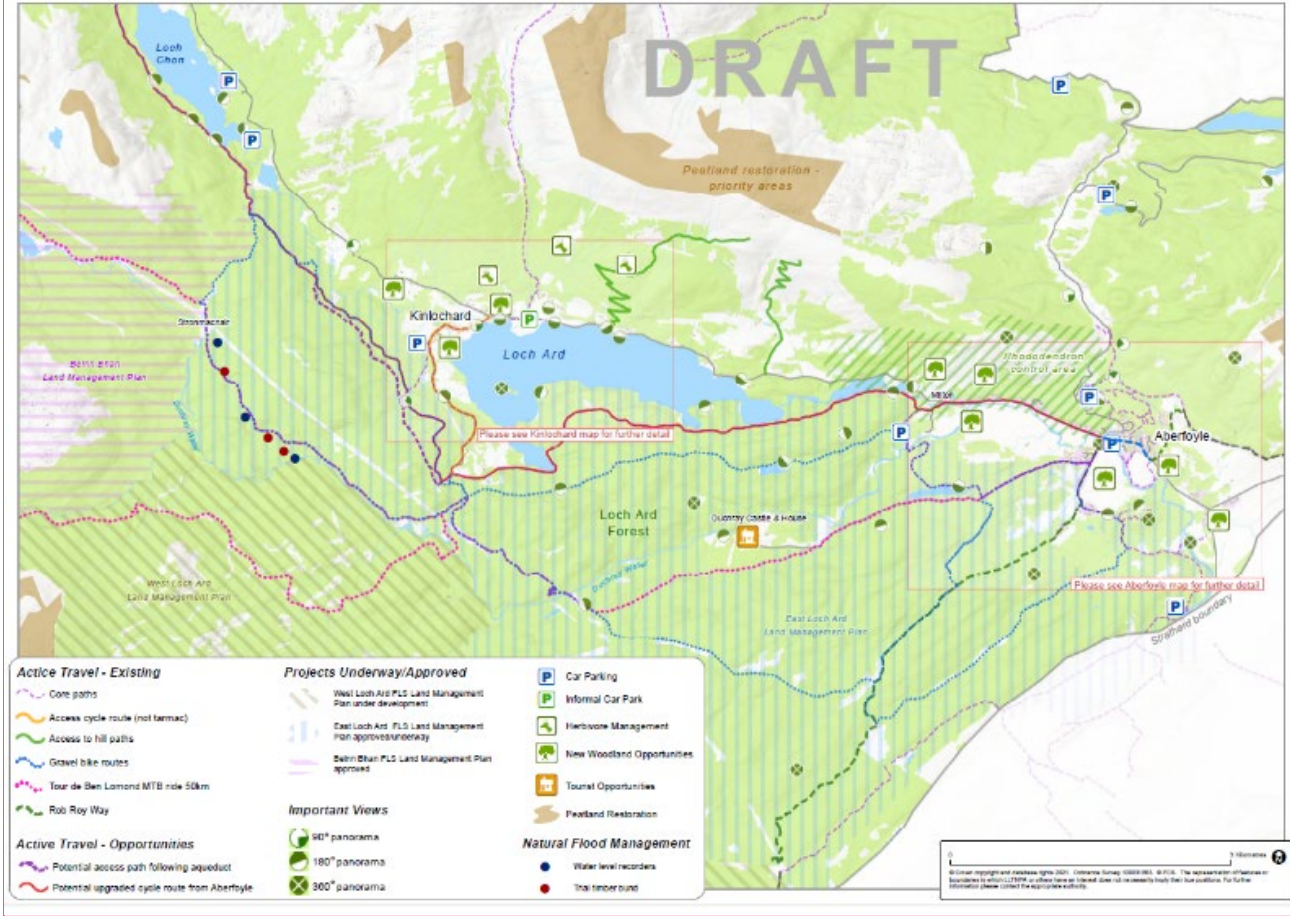 DRAFT
Loch
Chon
Peatland restoration -
priority areas
Kinlochard
Loch Ard
Stronmachair
Beinn Bhan
Land Management Plan
Duchray Water
Rhododendron
control area
Milton
Aberfoyle
Please see Kinlochard map for further detail
Loch Ard
Forest
Duchray Castle & House
Duchray Water
West Loch Ard
Land Management Plan
East Loch Ard
Land Management Plan
Please see Aberfoyle map for further detail
Strathard boundary
Actice Travel - Existing
Core paths
Access cycle route (not tarmac)
Access to hill paths
Gravel bike routes
Tour de Ben Lomond MTB ride 50km
Rob Roy Way
Active Travel - Opportunities
Potential access path following aqueduct
Potential upgraded cycle route from Aberfoyle
Projects Underway/Approved
West Loch Ard FLS Land Management
Plan under development
East Loch Ard FLS Land Management
Plan approved/underway
Beinn Bhan FLS Land Management Plan
approved
Important Views
90° panorama
180° panorama
360° panorama
P Car Parking
P Informal Car Park
Herbivore Management
New Woodland Opportunities
Tourist Opportunities
Peatland Restoration
Natural Flood Management
Water level recorders
Trial timber bund
0
Kilometres